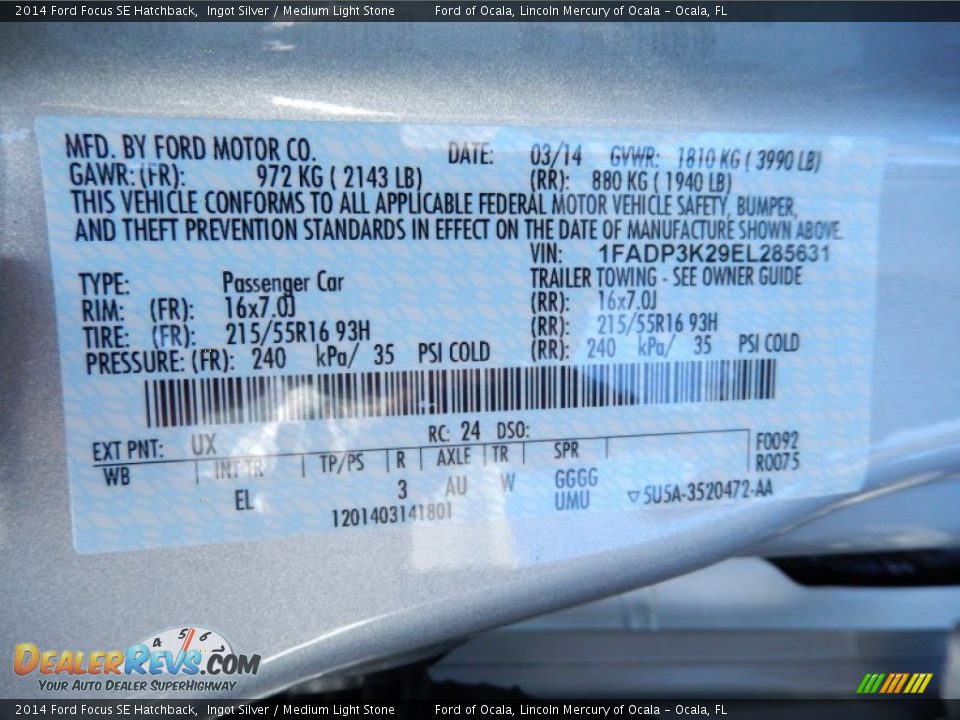 2014 Ford Focus SE Hatchback, Ingot Silver / Medium Light Stone Ford of Ocala, Lincoln Mercury of Ocala - Ocala, FL
MFD. BY FORD MOTOR CO. DATE: 03/14 GVWR: 1810 KG ( 3990 LB)
GAWR: (FR): 972 KG ( 2143 LB) (RR): 880 KG ( 1940 LB)
THIS VEHICLE CONFORMS TO ALL APPLICABLE FEDERAL MOTOR VEHICLE SAFETY, BUMPER,
AND THEFT PREVENTION STANDARDS IN EFFECT ON THE DATE OF MANUFACTURE SHOWN ABOVE.
VIN: 1FADP3K29EL285631
TYPE: Passenger Car TRAILER TOWING - SEE OWNER GUIDE
RIM: (FR): 16x7.0J (RR): 16x7.0J
TIRE: (FR): 215/55R16 93H (RR): 215/55R16 93H
PRESSURE: (FR): 240 kPa/ 35 PSI COLD (RR): 240 kPa/ 35 PSI COLD
EXT PNT: UX RC: 24 DSO: F0092
WB INT TR TP/PS R AXLE TR SPR R0075
EL 3 AU W GGGG
UMU ▽5U5A-3520472-AA
1201403141801
4 5 6
DEALERREVS.COM
YOUR AUTO DEALER SUPERHIGHWAY
2014 Ford Focus SE Hatchback, Ingot Silver / Medium Light Stone Ford of Ocala, Lincoln Mercury of Ocala - Ocala, FL